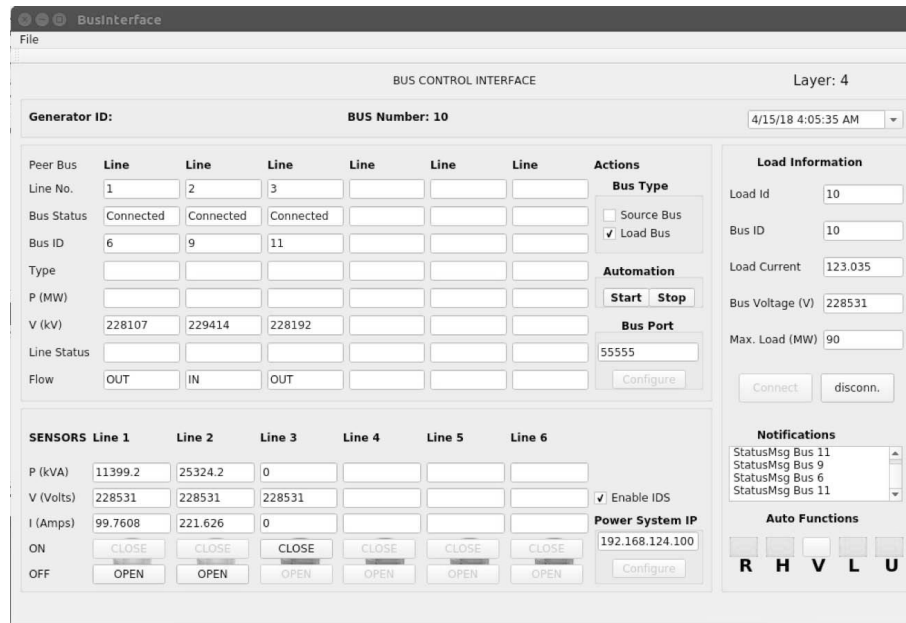 BusInterface
File
BUS CONTROL INTERFACE
Layer: 4
Generator ID:
BUS Number: 10
4/15/18 4:05:35 AM
Peer Bus Line Line Line Line Line Line
Line No. 1 2 3
Bus Status Connected Connected Connected
Bus ID 6 9 11
Type
P (MW)
V (kV) 228107 229414 228192
Line Status
Flow OUT IN OUT
Actions
Bus Type
Source Bus
Load Bus
Automation
Start Stop
Bus Port
55555
Configure
Load Information
Load Id 10
Bus ID 10
Load Current 123.035
Bus Voltage (V) 228531
Max. Load (MW) 90
Connect disconn.
SENSORS Line 1 Line 2 Line 3 Line 4 Line 5 Line 6
P (kVA) 11399.2 25324.2 0
V (Volts) 228531 228531 228531
I (Amps) 99.7608 221.626 0
ON CLOSE CLOSE CLOSE CLOSE CLOSE CLOSE
OFF OPEN OPEN OPEN OPEN OPEN OPEN
Enable IDS
Power System IP
192.168.124.100
Configure
Notifications
StatusMsg Bus 11
StatusMsg Bus 9
StatusMsg Bus 6
StatusMsg Bus 11
Auto Functions
R H V L U